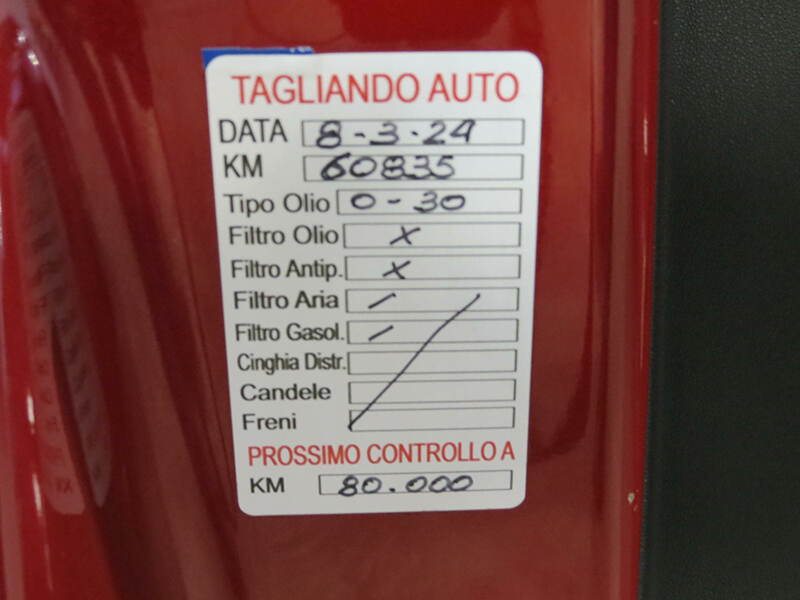 TAGLIANDO AUTO
DATA 8-3-24
KM 60835
Tipo Olio 0-30
Filtro Olio X
Filtro Antip. X
Filtro Aria /
Filtro Gasol. /
Cinghia Distr.
Candele
Freni
PROSSIMO CONTROLLO A
KM 80.000